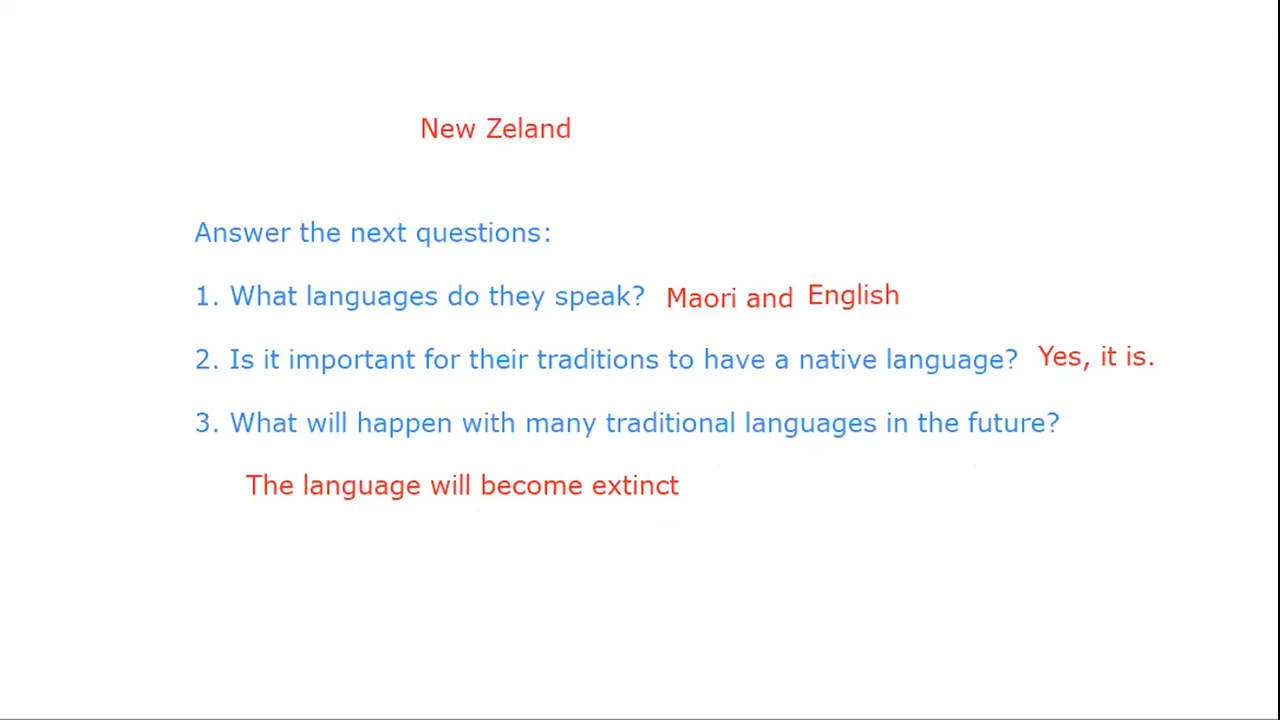 New Zeland
Answer the next questions:
1. What languages do they speak? Maori and English
2. Is it important for their traditions to have a native language? Yes, it is.
3. What will happen with many traditional languages in the future?
The language will become extinct